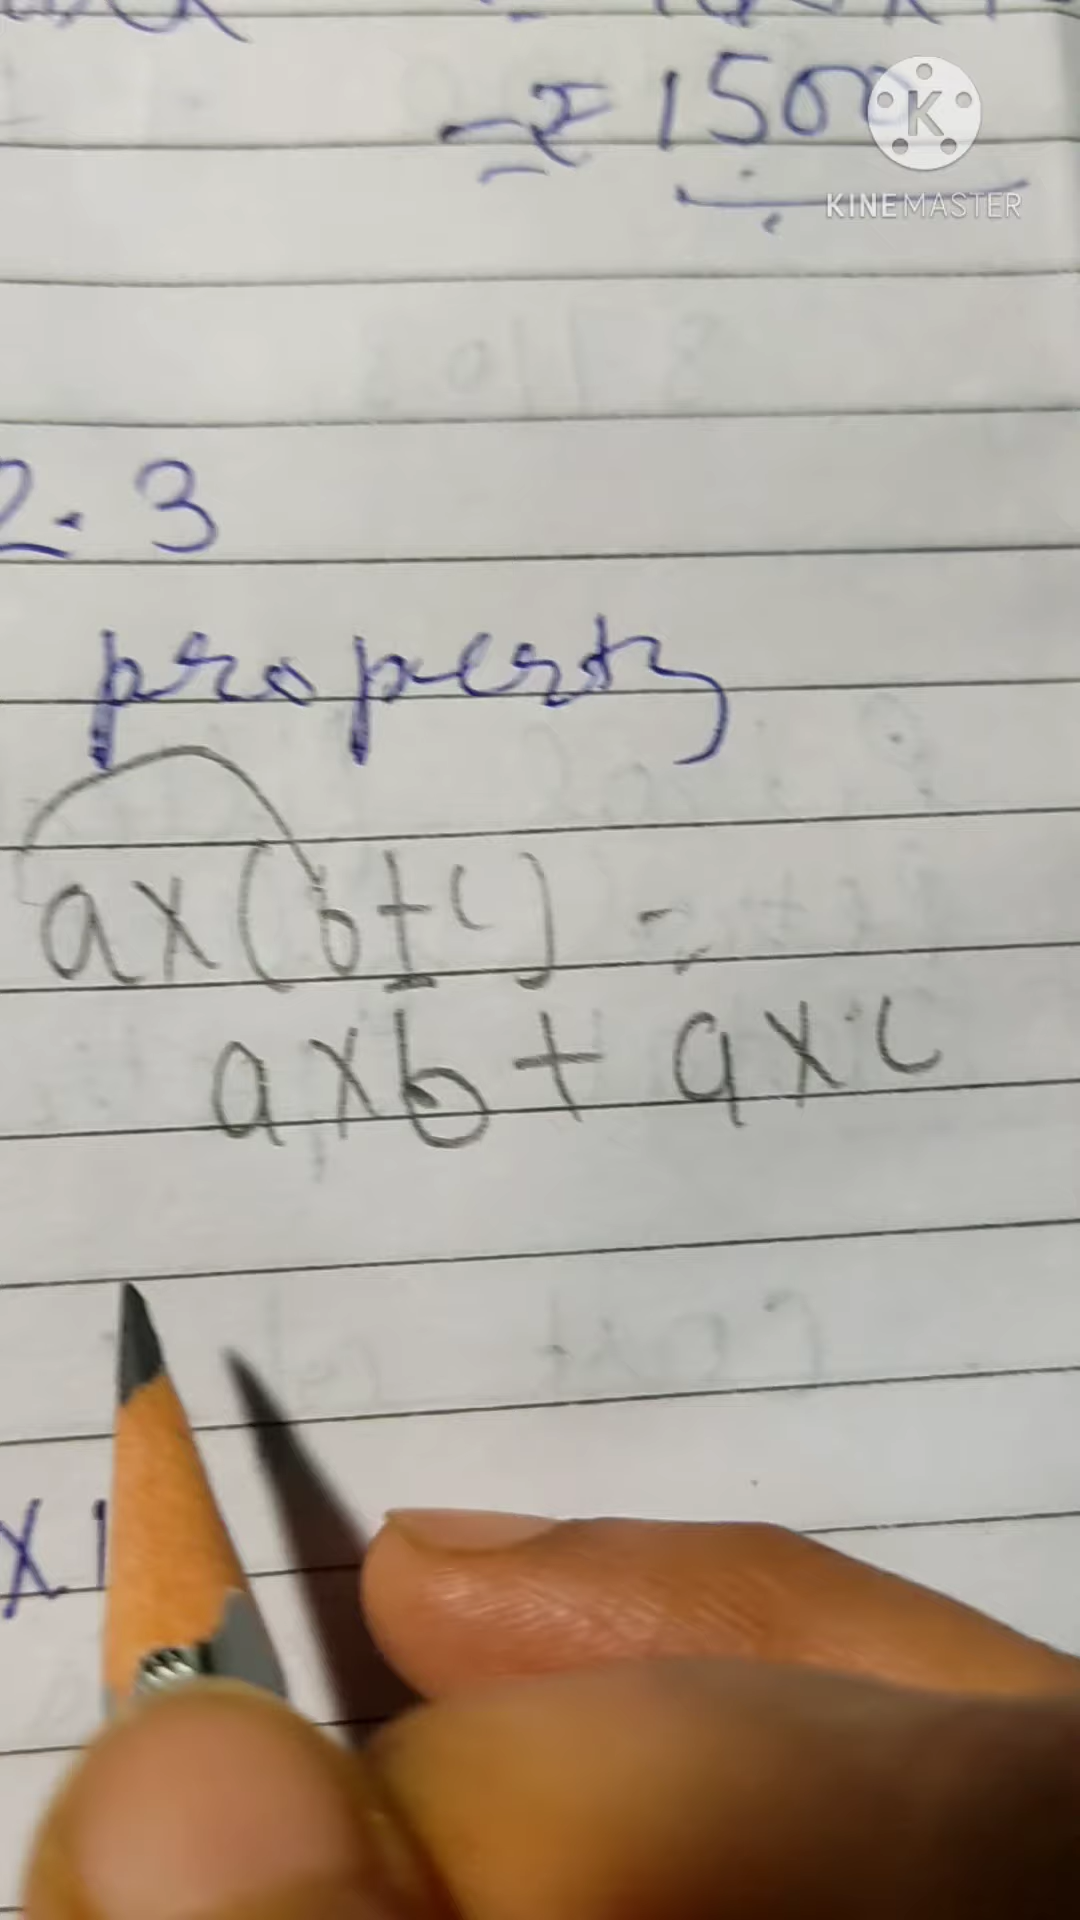 = ₹ 1500
KINEMASTER
2.3
property
a×(b+c) =
a×b + a×c